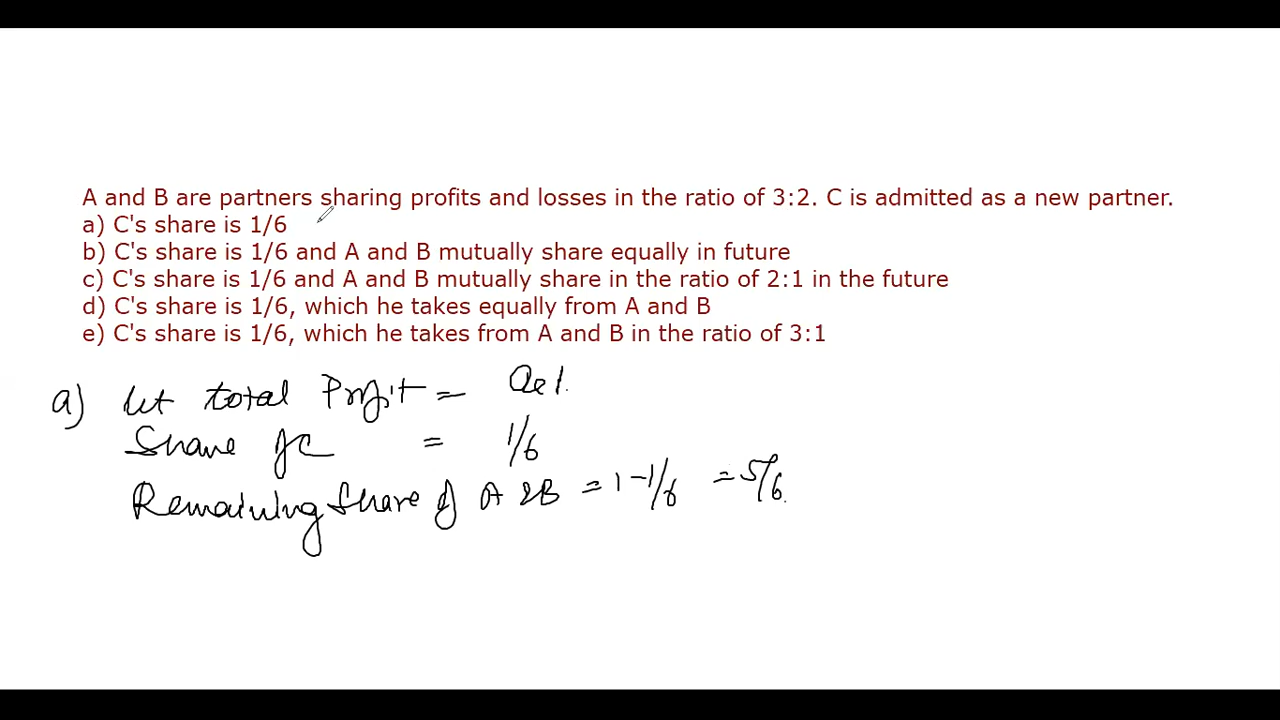 A and B are partners sharing profits and losses in the ratio of 3:2. C is admitted as a new partner.
a) C's share is 1/6
b) C's share is 1/6 and A and B mutually share equally in future
c) C's share is 1/6 and A and B mutually share in the ratio of 2:1 in the future
d) C's share is 1/6, which he takes equally from A and B
e) C's share is 1/6, which he takes from A and B in the ratio of 3:1
a) let total Profit = 1.
Share of C = 1/6
Remaining Share of A & B = 1 - 1/6 = 5/6.